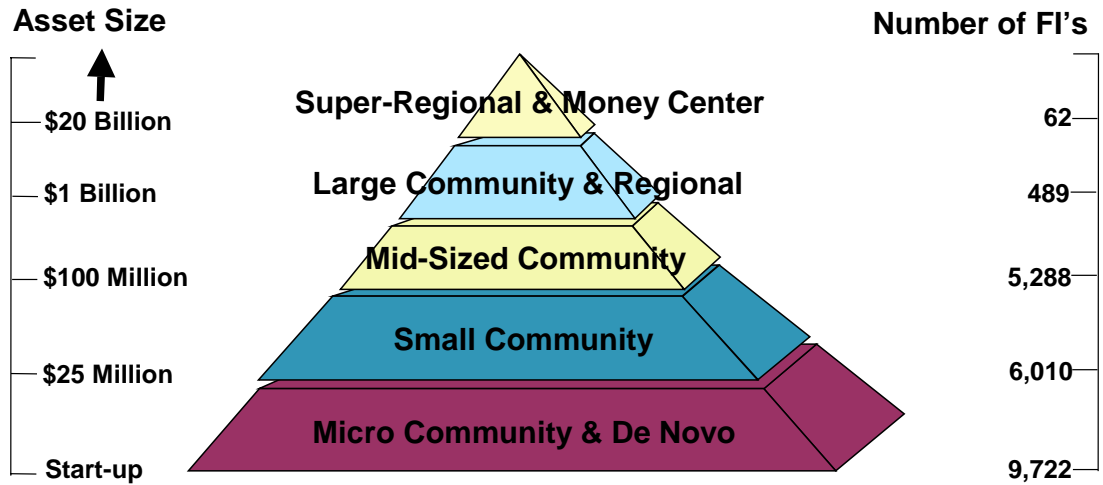 Asset Size
Number of FI's
Super-Regional & Money Center
$20 Billion
62
Large Community & Regional
$1 Billion
489
Mid-Sized Community
$100 Million
5,288
Small Community
$25 Million
6,010
Micro Community & De Novo
Start-up
9,722